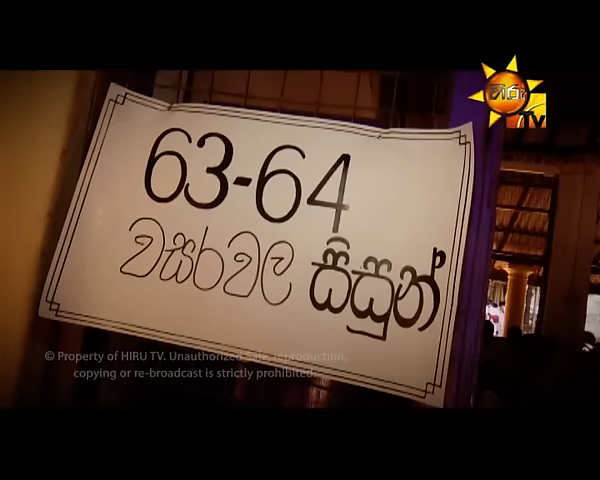 හිරු
TV
63-64
වසරවල සිසුන්
© Property of HIRU TV. Unauthorized Sale, reproduction,
copying or re-broadcast is strictly prohibited.